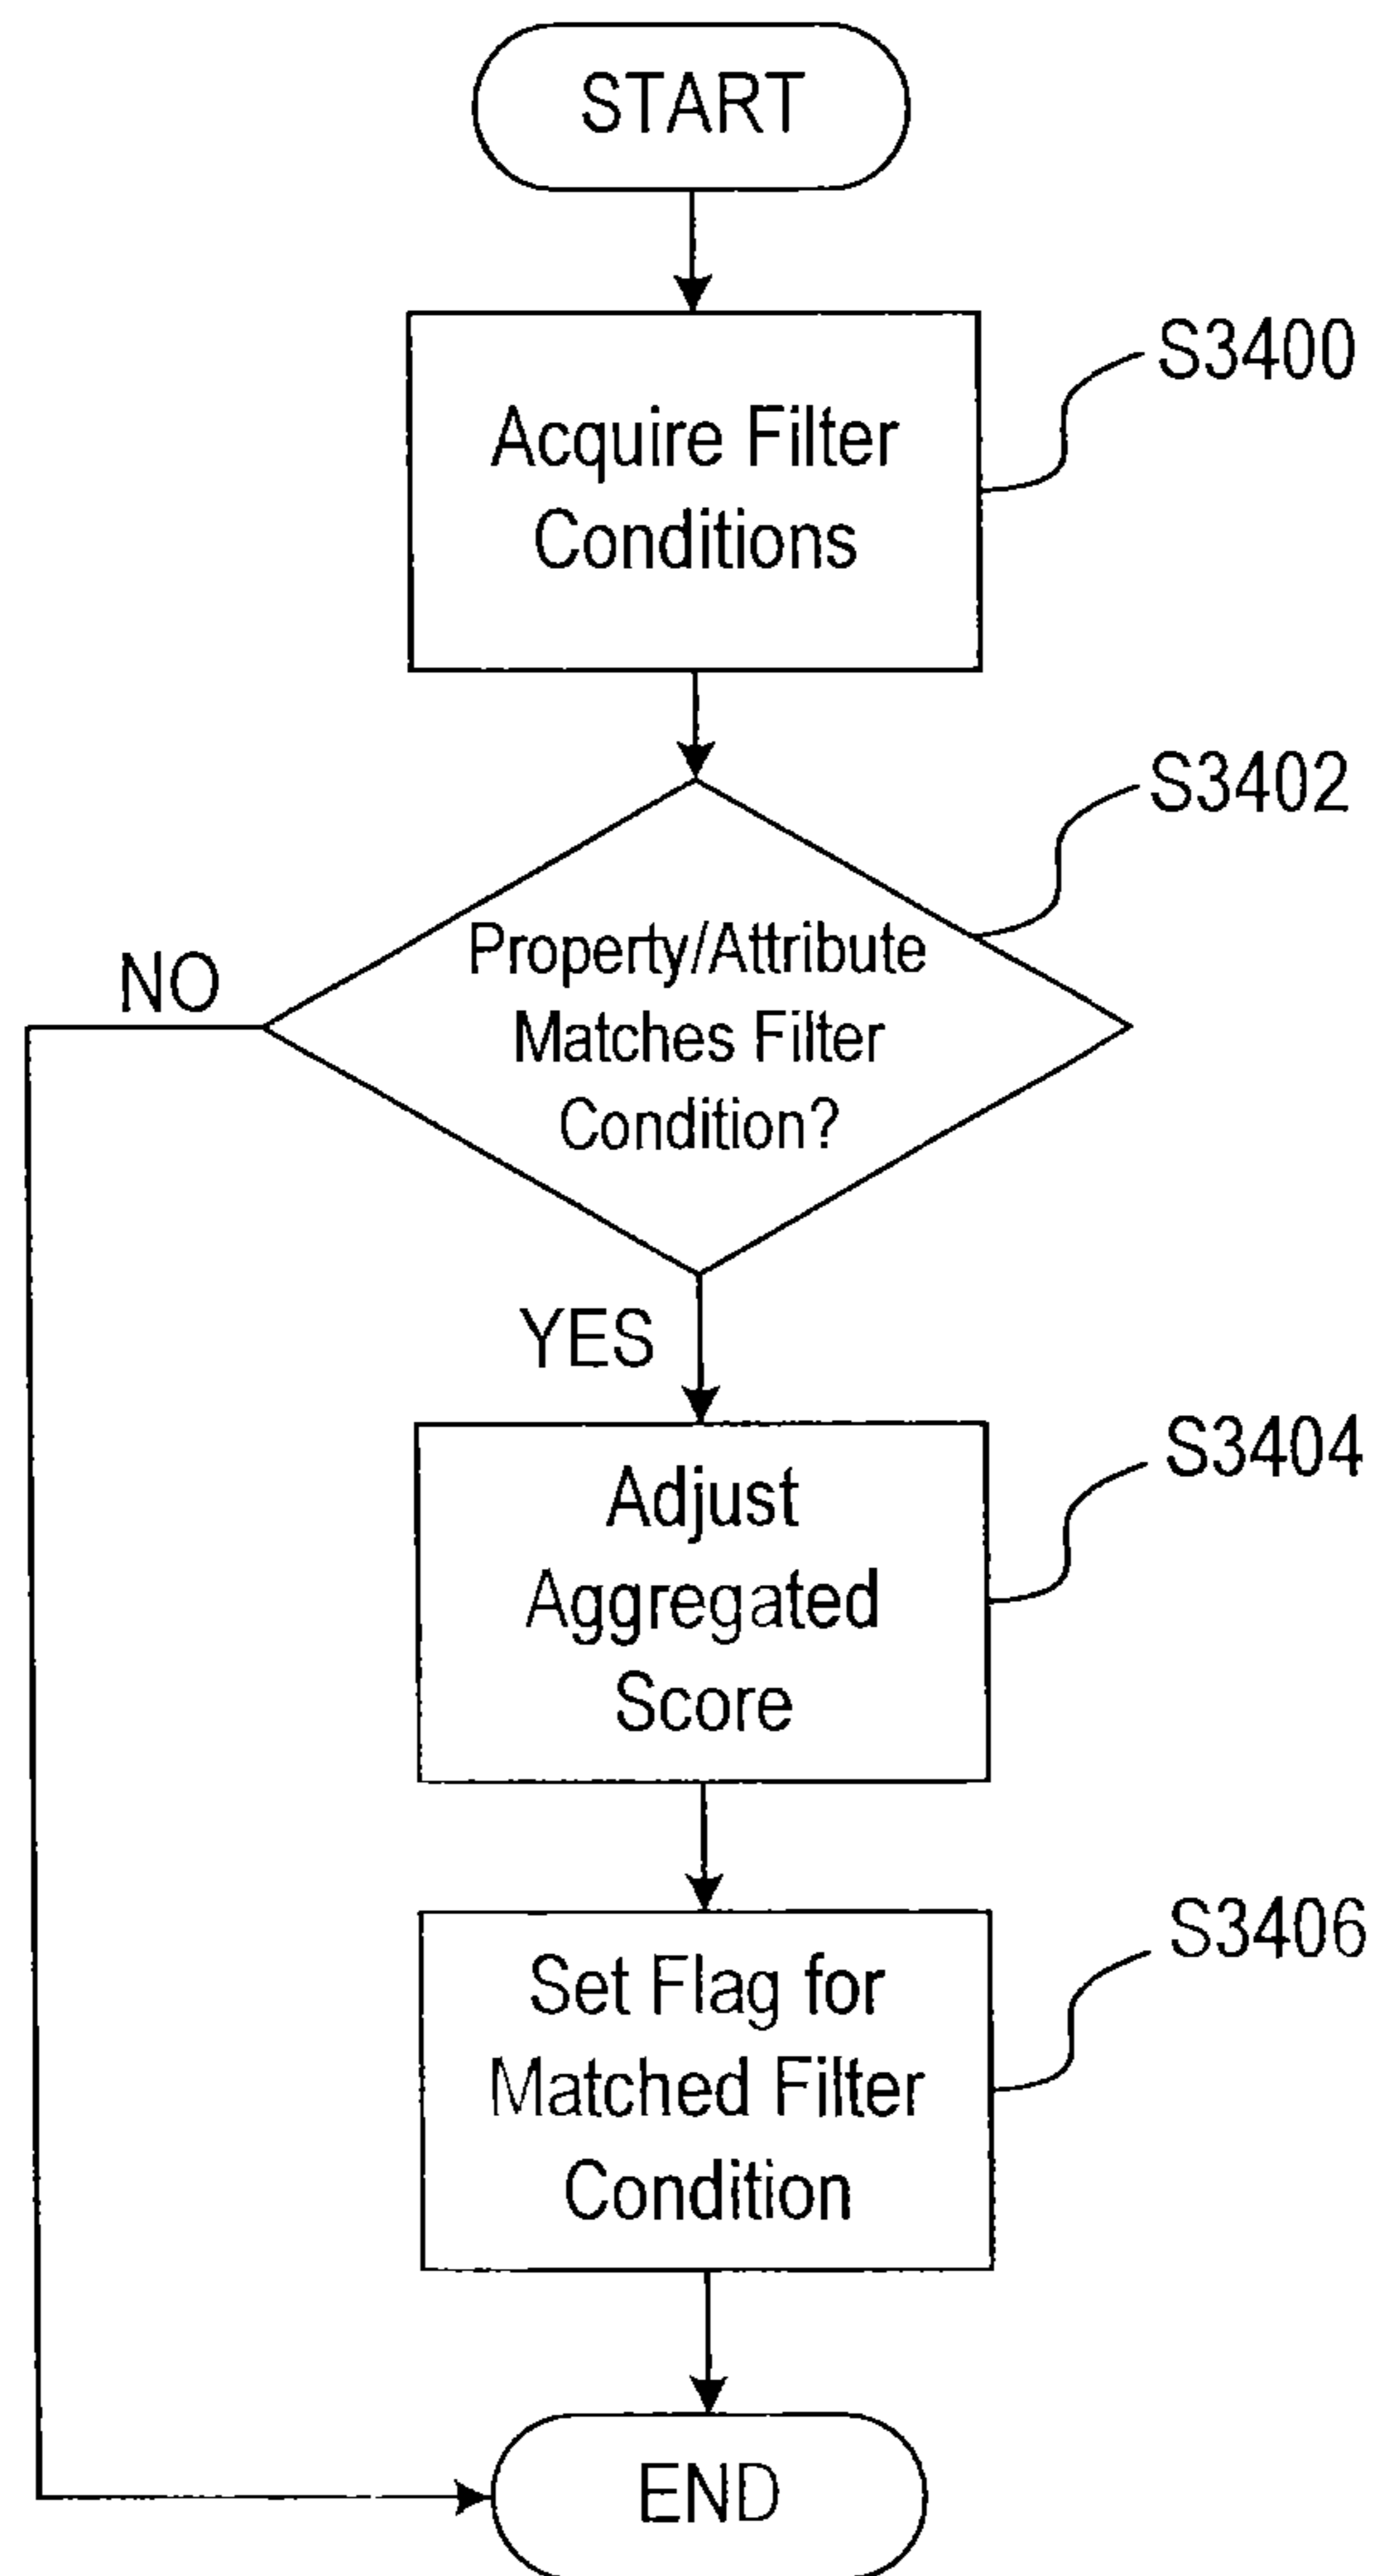 START
S3400
Acquire Filter
Conditions
S3402
Property/Attribute
Matches Filter
Condition?
NO
YES
S3404
Adjust
Aggregated
Score
S3406
Set Flag for
Matched Filter
Condition
END